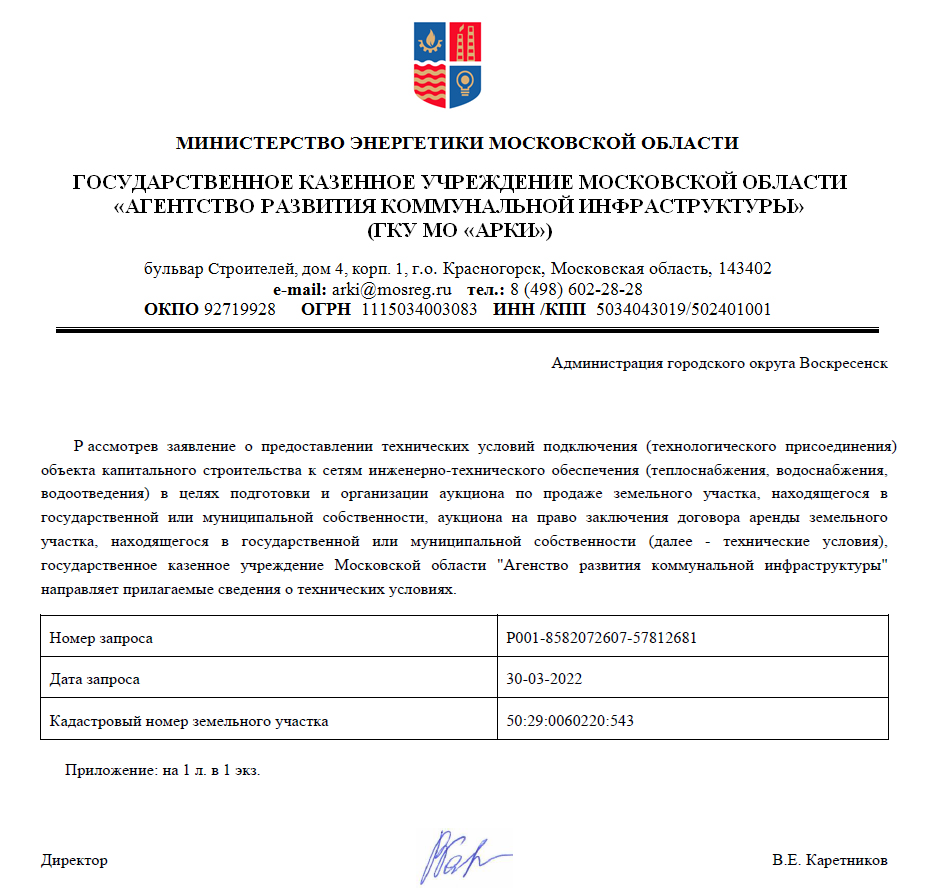 МИНИСТЕРСТВО ЭНЕРГЕТИКИ МОСКОВСКОЙ ОБЛАСТИ
ГОСУДАРСТВЕННОЕ КАЗЕННОЕ УЧРЕЖДЕНИЕ МОСКОВСКОЙ ОБЛАСТИ
«АГЕНТСТВО РАЗВИТИЯ КОММУНАЛЬНОЙ ИНФРАСТРУКТУРЫ»
(ГКУ МО «АРКИ»)
бульвар Строителей, дом 4, корп. 1, г.о. Красногорск, Московская область, 143402
e-mail: arki@mosreg.ru тел.: 8 (498) 602-28-28
ОКПО 92719928 ОГРН 1115034003083 ИНН /КПП 5034043019/502401001
Администрация городского округа Воскресенск
Р ассмотрев заявление о предоставлении технических условий подключения (технологического присоединения)
объекта капитального строительства к сетям инженерно-технического обеспечения (теплоснабжения, водоснабжения,
водоотведения) в целях подготовки и организации аукциона по продаже земельного участка, находящегося в
государственной или муниципальной собственности, аукциона на право заключения договора аренды земельного
участка, находящегося в государственной или муниципальной собственности (далее - технические условия),
государственное казенное учреждение Московской области "Агенство развития коммунальной инфраструктуры"
направляет прилагаемые сведения о технических условиях.
Номер запроса Р001-8582072607-57812681
Дата запроса 30-03-2022
Кадастровый номер земельного участка 50:29:0060220:543
Приложение: на 1 л. в 1 экз.
Директор В.Е. Каретников